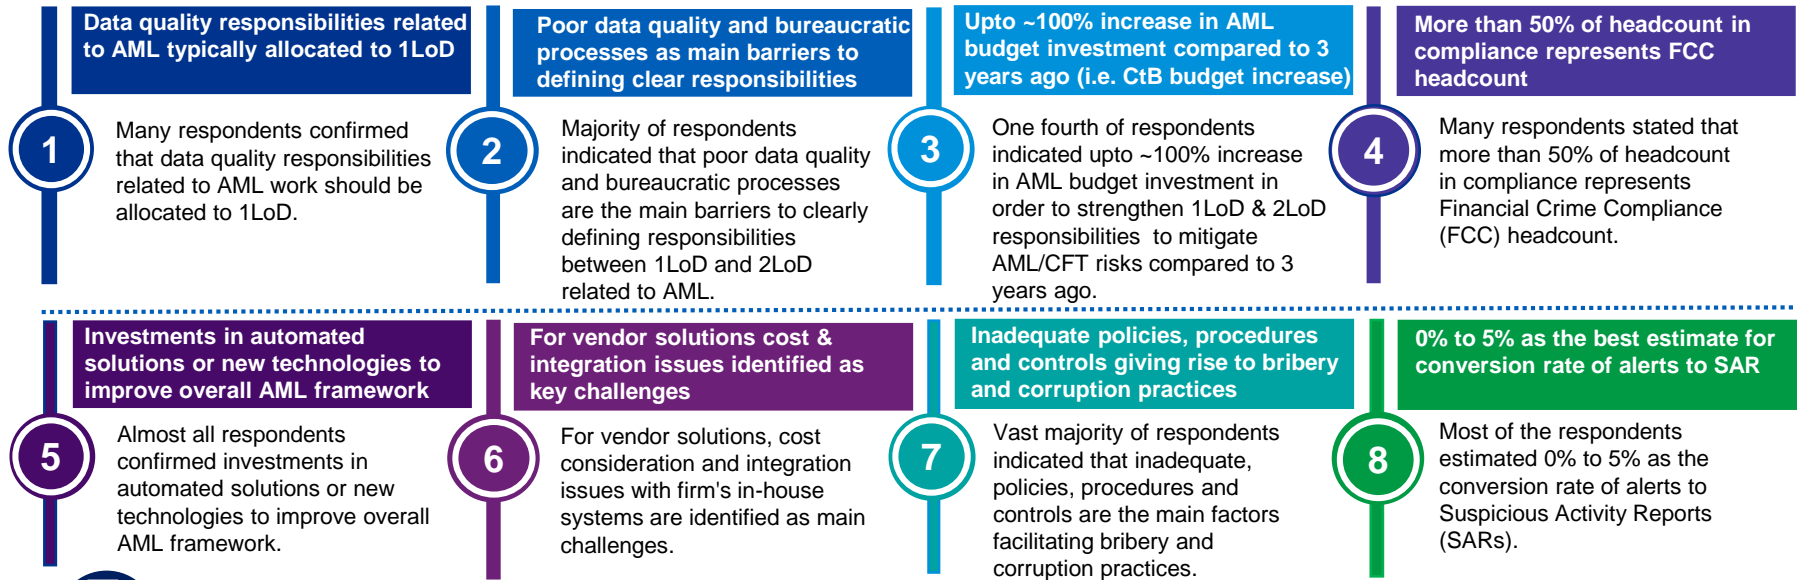 Data quality responsibilities related
to AML typically allocated to 1LoD
1
Many respondents confirmed
that data quality responsibilities
related to AML work should be
allocated to 1LoD.
Poor data quality and bureaucratic
processes as main barriers to
defining clear responsibilities
2
Majority of respondents
indicated that poor data quality
and bureaucratic processes
are the main barriers to clearly
defining responsibilities
between 1LoD and 2LoD
related to AML.
Upto ~100% increase in AML
budget investment compared to 3
years ago (i.e. CtB budget increase)
3
One fourth of respondents
indicated upto ~100% increase
in AML budget investment in
order to strengthen 1LoD & 2LoD
responsibilities to mitigate
AML/CFT risks compared to 3
years ago.
More than 50% of headcount in
compliance represents FCC
headcount
4
Many respondents stated that
more than 50% of headcount
in compliance represents
Financial Crime Compliance
(FCC) headcount.
Investments in automated
solutions or new technologies to
improve overall AML framework
5
Almost all respondents
confirmed investments in
automated solutions or new
technologies to improve overall
AML framework.
For vendor solutions cost &
integration issues identified as
key challenges
6
For vendor solutions, cost
consideration and integration
issues with firm's in-house
systems are identified as main
challenges.
Inadequate policies, procedures
and controls giving rise to bribery
and corruption practices
7
Vast majority of respondents
indicated that inadequate,
policies, procedures and
controls are the main factors
facilitating bribery and
corruption practices.
0% to 5% as the best estimate for
conversion rate of alerts to SAR
8
Most of the respondents
estimated 0% to 5% as the
conversion rate of alerts to
Suspicious Activity Reports
(SARs).